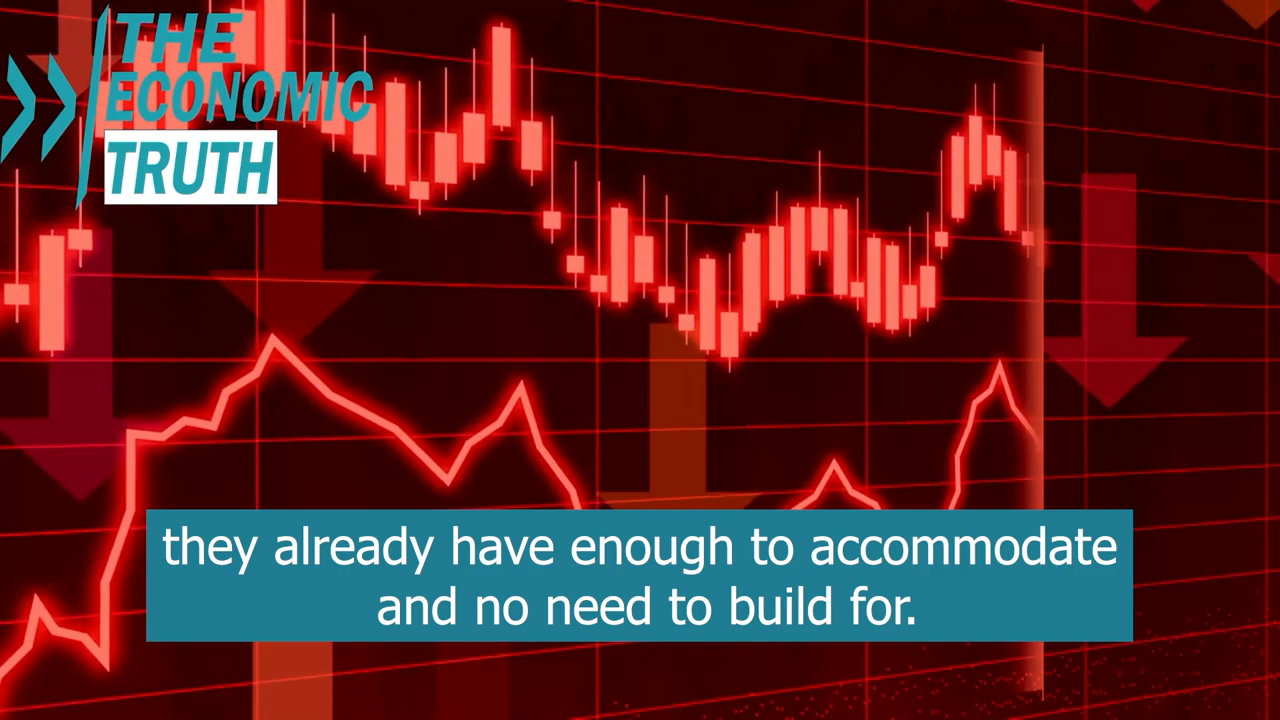 THE
ECONOMIC
TRUTH
they already have enough to accommodate
and no need to build for.